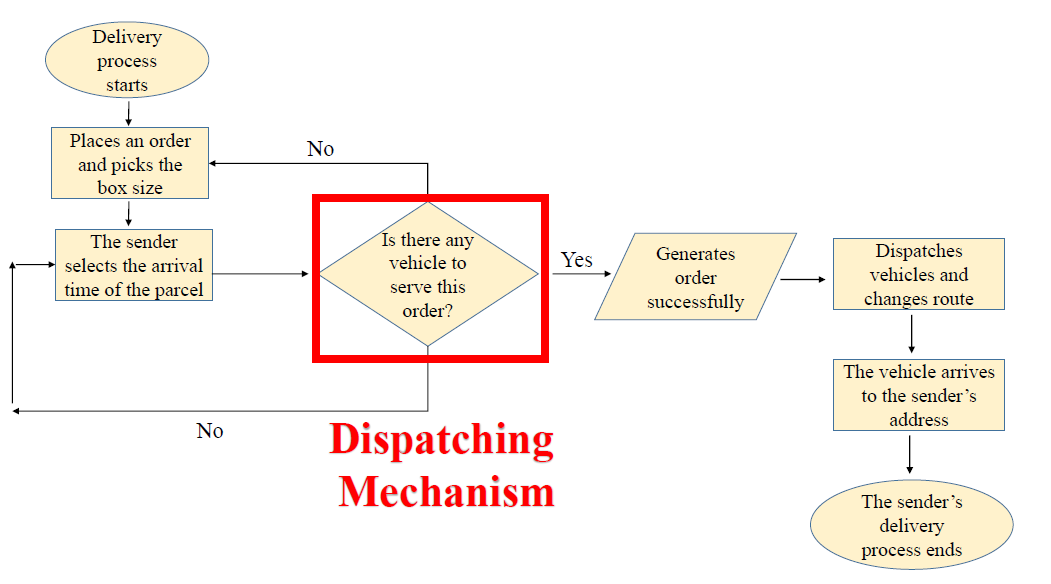 Delivery
process
starts
Places an order
and picks the
box size
No
The sender
selects the arrival
time of the parcel
Is there any
vehicle to
serve this
order?
Yes
Generates
order
successfully
Dispatches
vehicles and
changes route
The vehicle arrives
to the sender's
address
No
Dispatching
Mechanism
The sender's
delivery
process ends